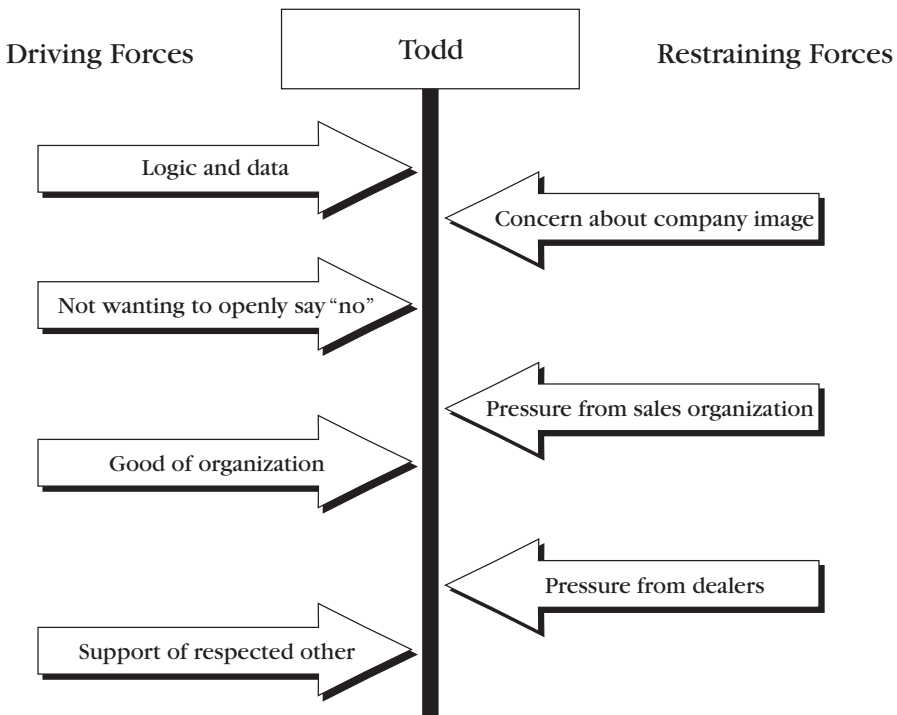 Driving Forces
Todd
Restraining Forces
Logic and data
Concern about company image
Not wanting to openly say “no”
Pressure from sales organization
Good of organization
Pressure from dealers
Support of respected other